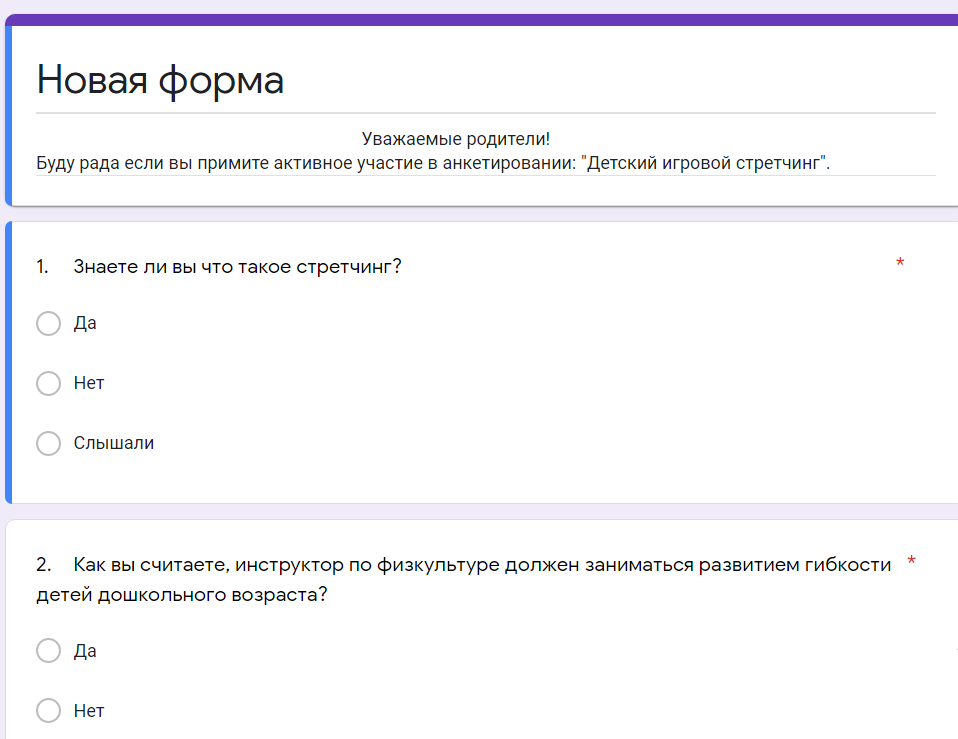 Новая форма
Уважаемые родители!
Буду рада если вы примите активное участие в анкетировании: "Детский игровой стретчинг".
1. Знаете ли вы что такое стретчинг? *
Да
Нет
Слышали
2. Как вы считаете, инструктор по физкультуре должен заниматься развитием гибкости *
детей дошкольного возраста?
Да
Нет